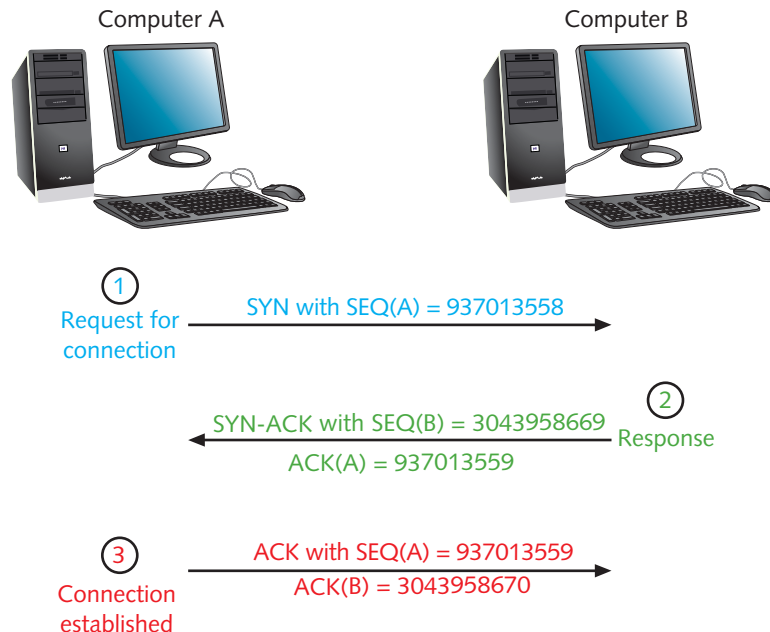 Computer A
Computer B
1
Request for
connection
SYN with SEQ(A) = 937013558
SYN-ACK with SEQ(B) = 3043958669
ACK(A) = 937013559
2
Response
3
Connection
established
ACK with SEQ(A) = 937013559
ACK(B) = 3043958670